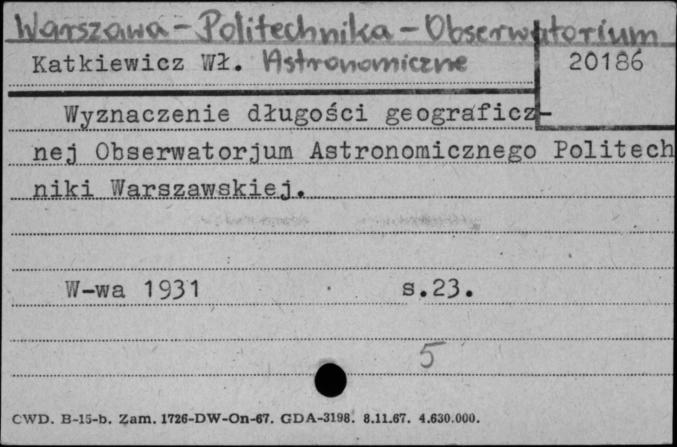 Warszawa - Politechnika - Obserwatorium
Astronomiczne
Katkiewicz Wł.
20186
Wyznaczenie długości geograficz-
nej Obserwatorjum Astronomicznego Politech
niki Warszawskiej.
W-wa 1931 s.23.
5
CWD. B-15-b. Zam. 1726-DW-On-67. GDA-3198. 8.11.67. 4.630.000.